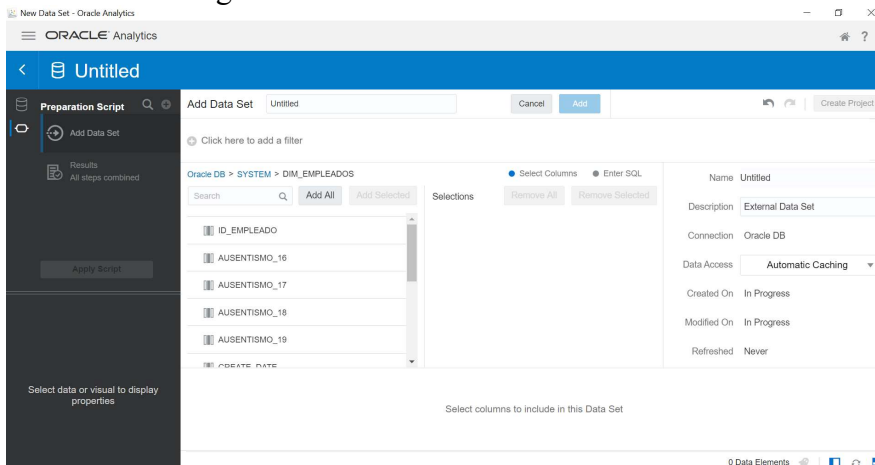 New Data Set - Oracle Analytics
ORACLE Analytics
?
Untitled
Preparation Script
Add Data Set
Results
All steps combined
Apply Script
Select data or visual to display
properties
Add Data Set Untitled Cancel Add Create Project
Click here to add a filter
Oracle DB > SYSTEM > DIM_EMPLEADOS Select Columns Enter SQL
Search Add All Add Selected Selections Remove All Remove Selected
ID_EMPLEADO
AUSENTISMO_16
AUSENTISMO_17
AUSENTISMO_18
AUSENTISMO_19
CREATE_DATE
Name Untitled
Description External Data Set
Connection Oracle DB
Data Access Automatic Caching
Created On In Progress
Modified On In Progress
Refreshed Never
Select columns to include in this Data Set
0 Data Elements